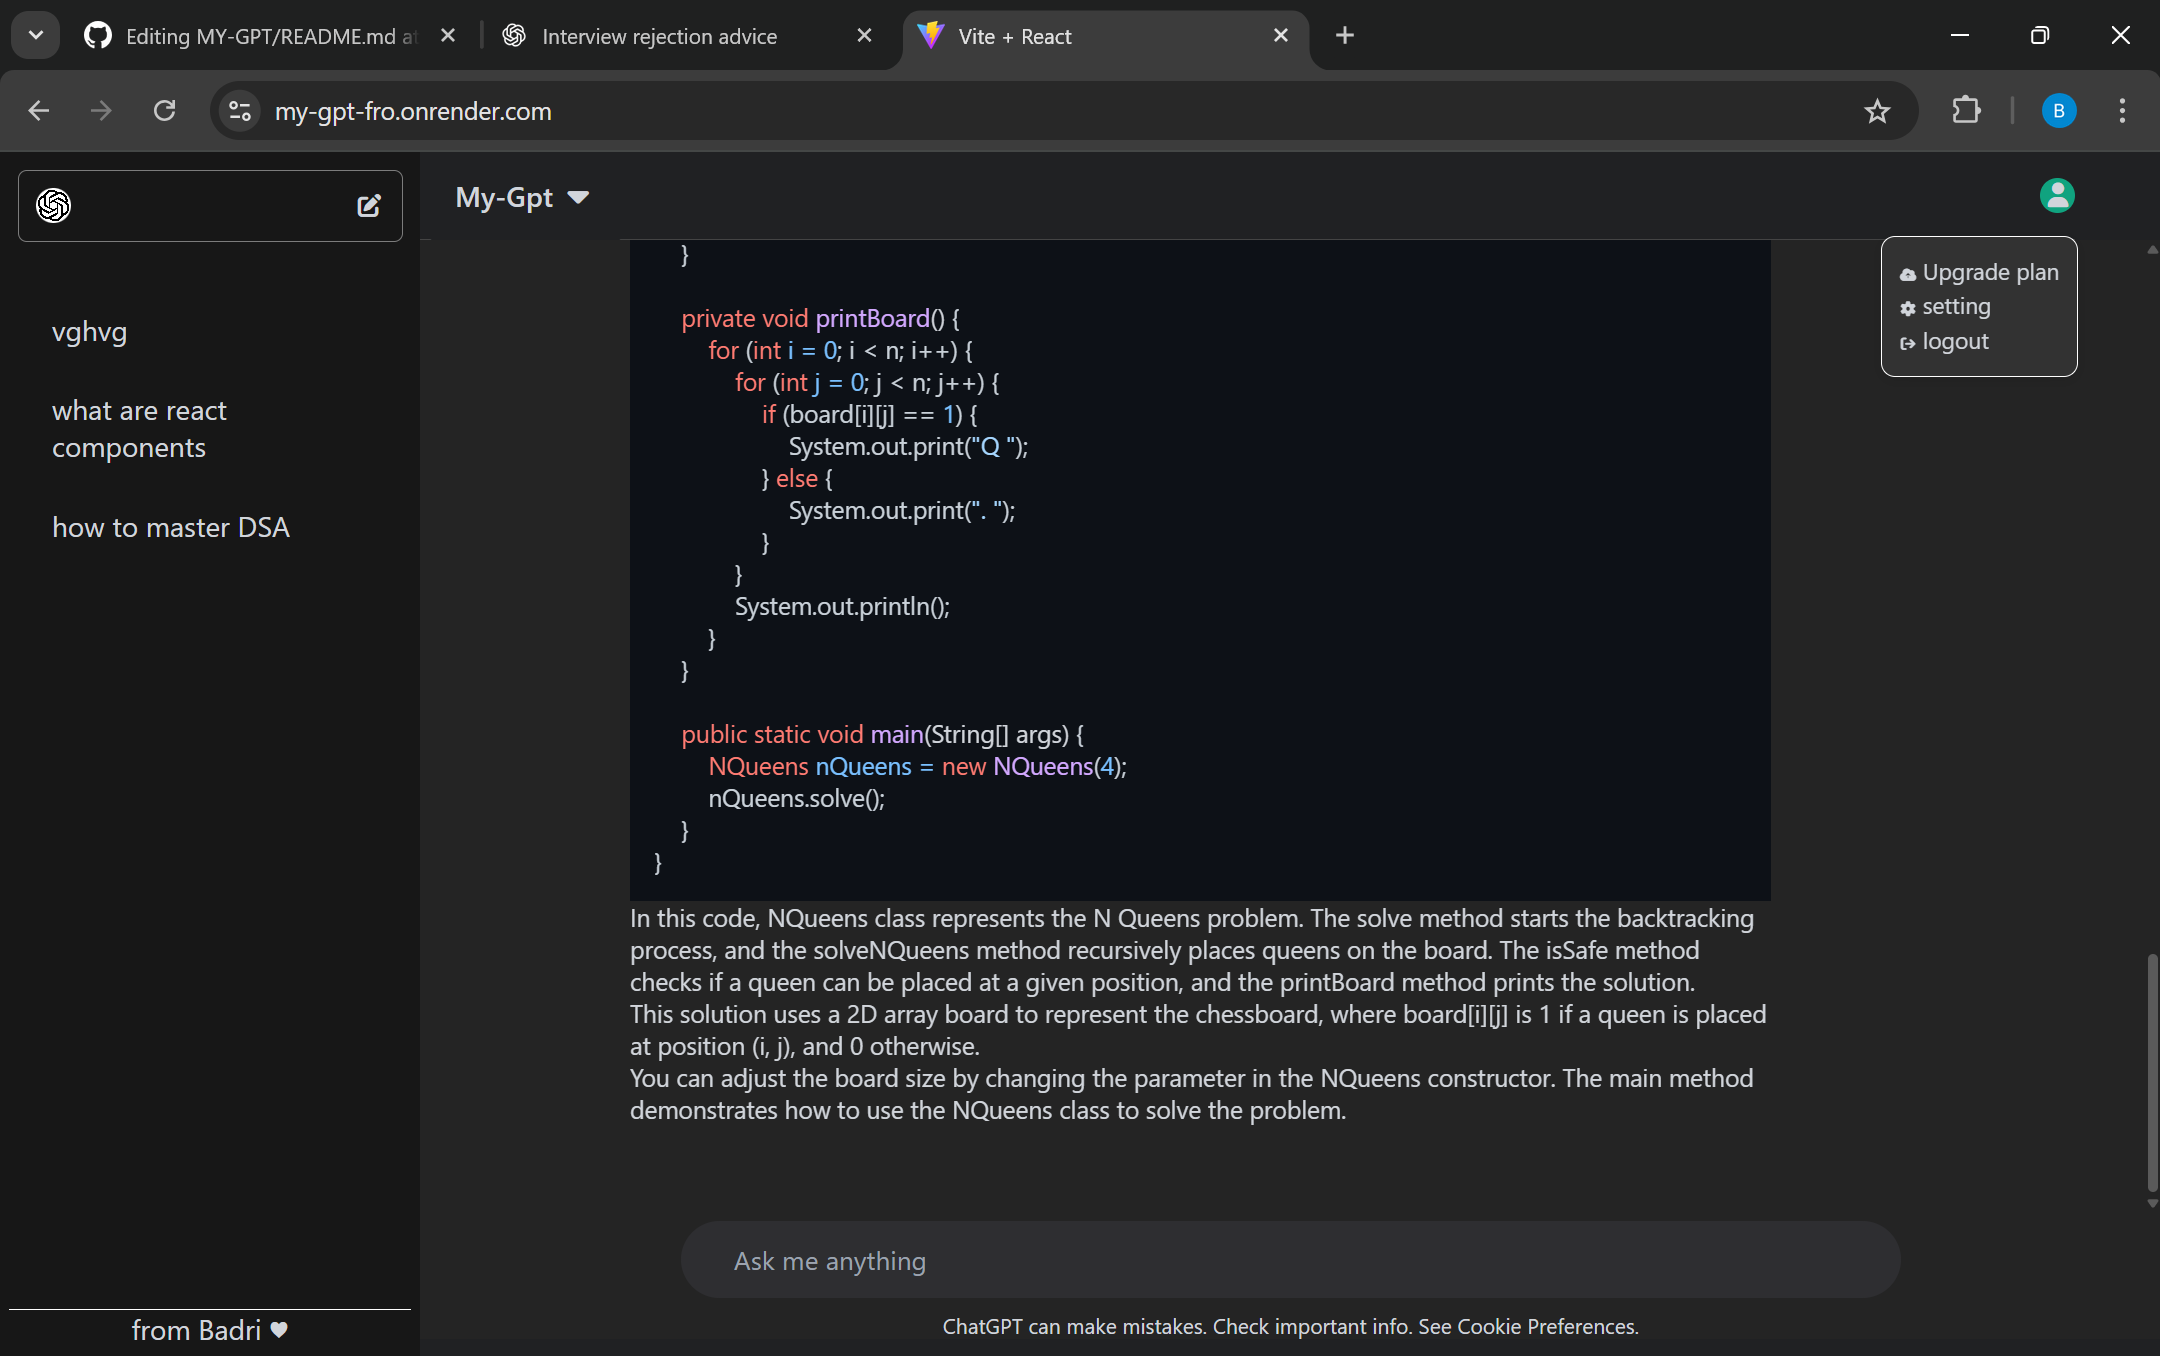 Editing MY-GPT/README.md at
Interview rejection advice
Vite + React
my-gpt-fro.onrender.com
B
My-Gpt
vghvg
what are react
components
how to master DSA
from Badri ♥
Upgrade plan
setting
logout
}
private void printBoard() {
for (int i = 0; i < n; i++) {
for (int j = 0; j < n; j++) {
if (board[i][j] == 1) {
System.out.print("Q ");
} else {
System.out.print(". ");
}
}
System.out.println();
}
}
public static void main(String[] args) {
NQueens nQueens = new NQueens(4);
nQueens.solve();
}
}
In this code, NQueens class represents the N Queens problem. The solve method starts the backtracking
process, and the solveNQueens method recursively places queens on the board. The isSafe method
checks if a queen can be placed at a given position, and the printBoard method prints the solution.
This solution uses a 2D array board to represent the chessboard, where board[i][j] is 1 if a queen is placed
at position (i, j), and 0 otherwise.
You can adjust the board size by changing the parameter in the NQueens constructor. The main method
demonstrates how to use the NQueens class to solve the problem.
Ask me anything
ChatGPT can make mistakes. Check important info. See Cookie Preferences.